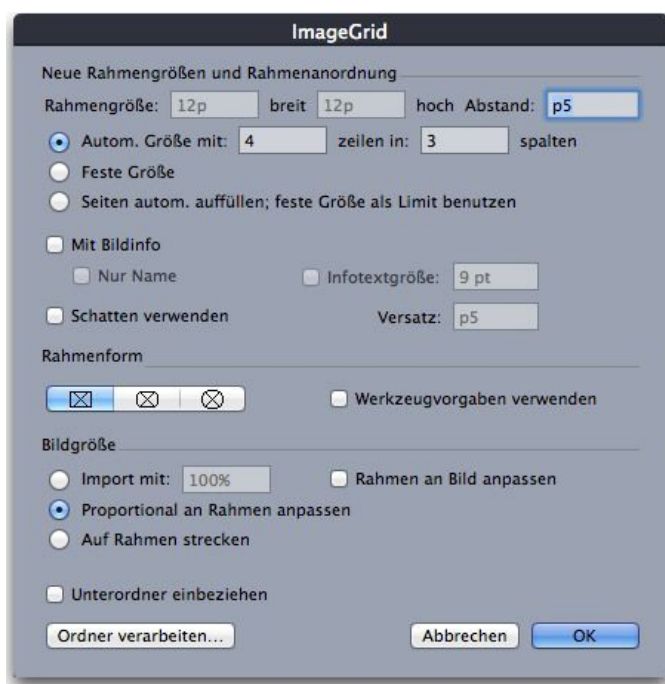 ImageGrid
Neue Rahmengrößen und Rahmenanordnung
Rahmengröße: 12p breit 12p hoch Abstand: p5
Autom. Größe mit: 4 zeilen in: 3 spalten
Feste Größe
Seiten autom. auffüllen; feste Größe als Limit benutzen
Mit Bildinfo
Nur Name Infotextgröße: 9 pt
Schatten verwenden Versatz: p5
Rahmenform
Werkzeugvorgaben verwenden
Bildgröße
Import mit: 100% Rahmen an Bild anpassen
Proportional an Rahmen anpassen
Auf Rahmen strecken
Unterordner einbeziehen
Ordner verarbeiten... Abbrechen OK